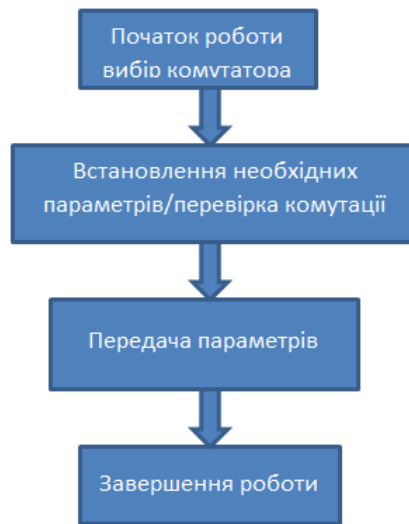 Початок роботи
вибір комутатора
Встановлення необхідних
параметрів/перевірка комутації
Передача параметрів
Завершення роботи